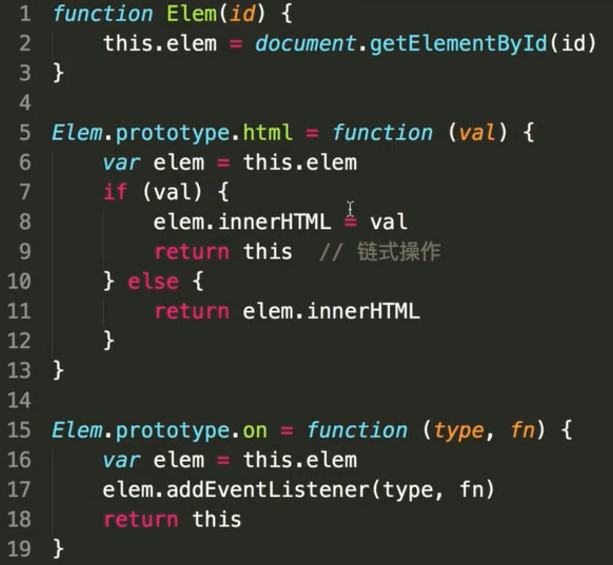 1 function Elem(id) {
2     this.elem = document.getElementById(id)
3 }
4
5 Elem.prototype.html = function (val) {
6     var elem = this.elem
7     if (val) {
8         elem.innerHTML = val
9         return this  // 链式操作
10     } else {
11         return elem.innerHTML
12     }
13 }
14
15 Elem.prototype.on = function (type, fn) {
16     var elem = this.elem
17     elem.addEventListener(type, fn)
18     return this
19 }